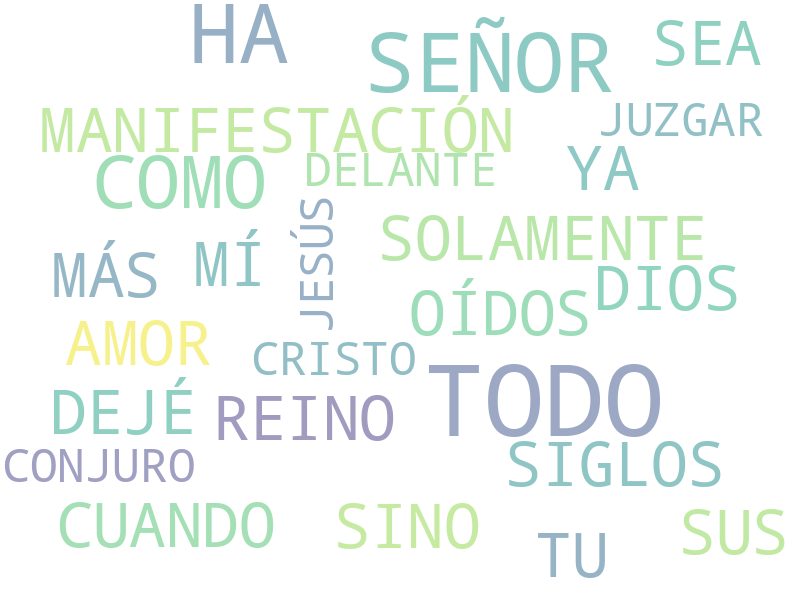 HA
SEÑOR
SEA
MANIFESTACIÓN
JUZGAR
COMO
DELANTE
YA
JESÚS
SOLAMENTE
MÁS
MÍ
DIOS
OÍDOS
AMOR
CRISTO
TODO
DEJÉ
REINO
CONJURO
SIGLOS
CUANDO
SINO
TU
SUS